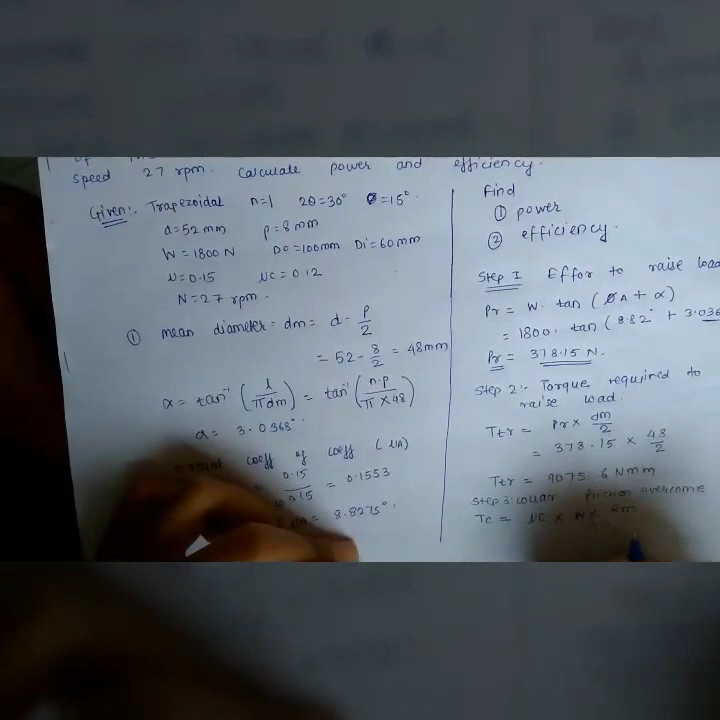 speed 27 rpm. calculate power and efficiency.
Given:- Trapezoidal n=1 2θ=30° θ=15°.
d=52mm p=8mm
W=1800 N Do=100mm Di=60mm
μ=0.15 μc=0.12
N=27 rpm.
① mean diameter = dm = d - p/2
= 52 - 8/2 = 48mm
α = tan⁻¹ (l/πdm) = tan⁻¹ (n.p/π×48)
α = 3.0368°.
coeff of coeff (μA)
= 0.15/ 15 = 0.1553
= 8.8275°.
Find
① power
② efficiency.
Step I Effor to raise load
Pr = W. tan (ØA + α)
= 1800. tan (8.82° + 3.036
Pr = 378.15 N.
Step 2:- Torque required to
raise load.
Ttr = Pr x dm/2
= 378.15 x 48/2
Ttr = 9075.6 Nmm
Step 3: collar friction overcome
Tc = μc x W x Rm